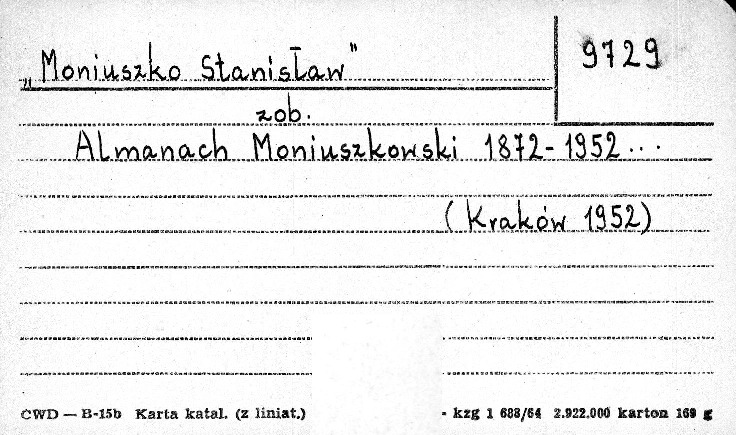 „Moniuszko Stanisław"
9729
zob.
Almanach Moniuszkowski 1872-1952...
(Kraków 1952)
CWD — B-15b Karta katal. (z liniat.)
- kzg 1 688/64 2.922.000 karton 169 g